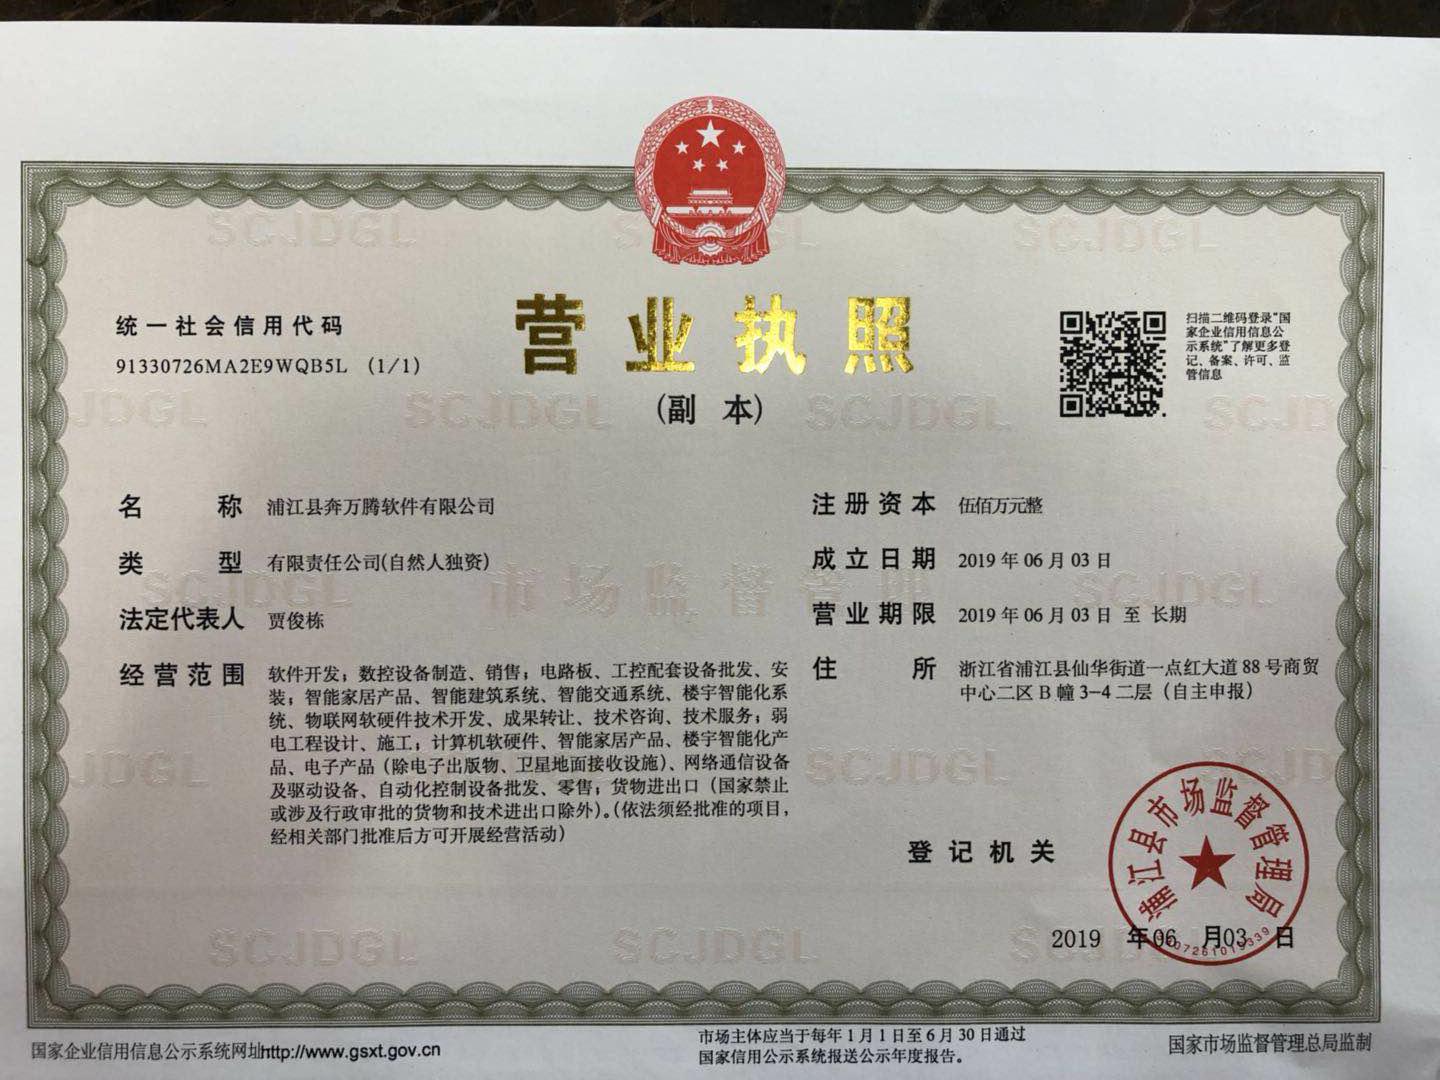 统一社会信用代码
91330726MA2E9WQB5L (1/1)
营业执照
(副 本)
扫描二维码登录"国
家企业信用信息公
示系统"了解更多登
记、备案、许可、监
管信息
名 称 浦江县奔万腾软件有限公司
类 型 有限责任公司(自然人独资)
法定代表人 贾俊栋
经营范围 软件开发；数控设备制造、销售；电路板、工控配套设备批发、安
装；智能家居产品、智能建筑系统、智能交通系统、楼宇智能化系
统、物联网软硬件技术开发、成果转让、技术咨询、技术服务；弱
电工程设计、施工；计算机软硬件、智能家居产品、楼宇智能化产
品、电子产品（除电子出版物、卫星地面接收设施）、网络通信设备
及驱动设备、自动化控制设备批发、零售；货物进出口（国家禁止
或涉及行政审批的货物和技术进出口除外）。（依法须经批准的项目，
经相关部门批准后方可开展经营活动）
注册资本 伍佰万元整
成立日期 2019 年 06 月 03 日
营业期限 2019 年 06 月 03 日 至 长期
住 所 浙江省浦江县仙华街道一点红大道 88 号商贸
中心二区 B 幢 3-4 二层（自主申报）
登记机关
浦江县市场监督管理局
2019 年 06 月 03 日
国家企业信用信息公示系统网址http://www.gsxt.gov.cn
市场主体应当于每年 1 月 1 日至 6 月 30 日通过
国家信用公示系统报送公示年度报告。
国家市场监督管理总局监制
SCJDGL
SCJDGL
SCJDGL
SCJDGL
SCJDGL
SCJDGL
市场监督管理
SCJDGL
SCJDGL
SCJDGL
SCJDGL